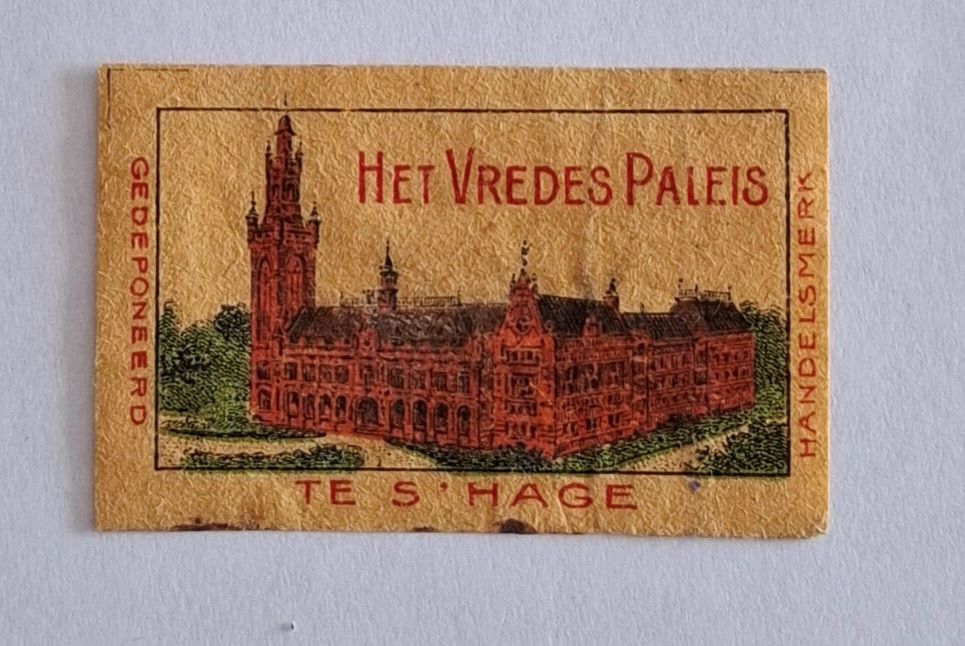 HET VREDES PALEIS
GEDEPONEERD
HANDELSMERK
TE S'HAGE